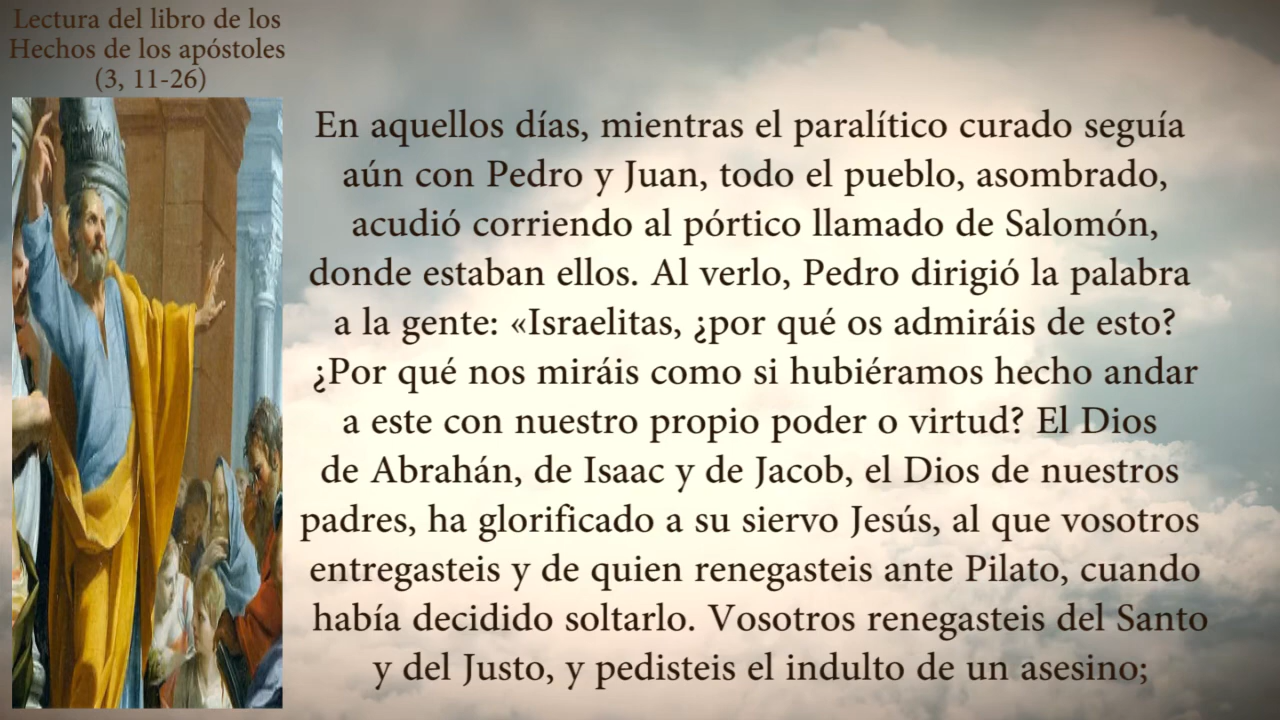 Lectura del libro de los
Hechos de los apóstoles
(3, 11-26)
En aquellos días, mientras el paralítico curado seguía
aún con Pedro y Juan, todo el pueblo, asombrado,
acudió corriendo al pórtico llamado de Salomón,
donde estaban ellos. Al verlo, Pedro dirigió la palabra
a la gente: «Israelitas, ¿por qué os admiráis de esto?
¿Por qué nos miráis como si hubiéramos hecho andar
a este con nuestro propio poder o virtud? El Dios
de Abrahán, de Isaac y de Jacob, el Dios de nuestros
padres, ha glorificado a su siervo Jesús, al que vosotros
entregasteis y de quien renegasteis ante Pilato, cuando
había decidido soltarlo. Vosotros renegasteis del Santo
y del Justo, y pedisteis el indulto de un asesino;